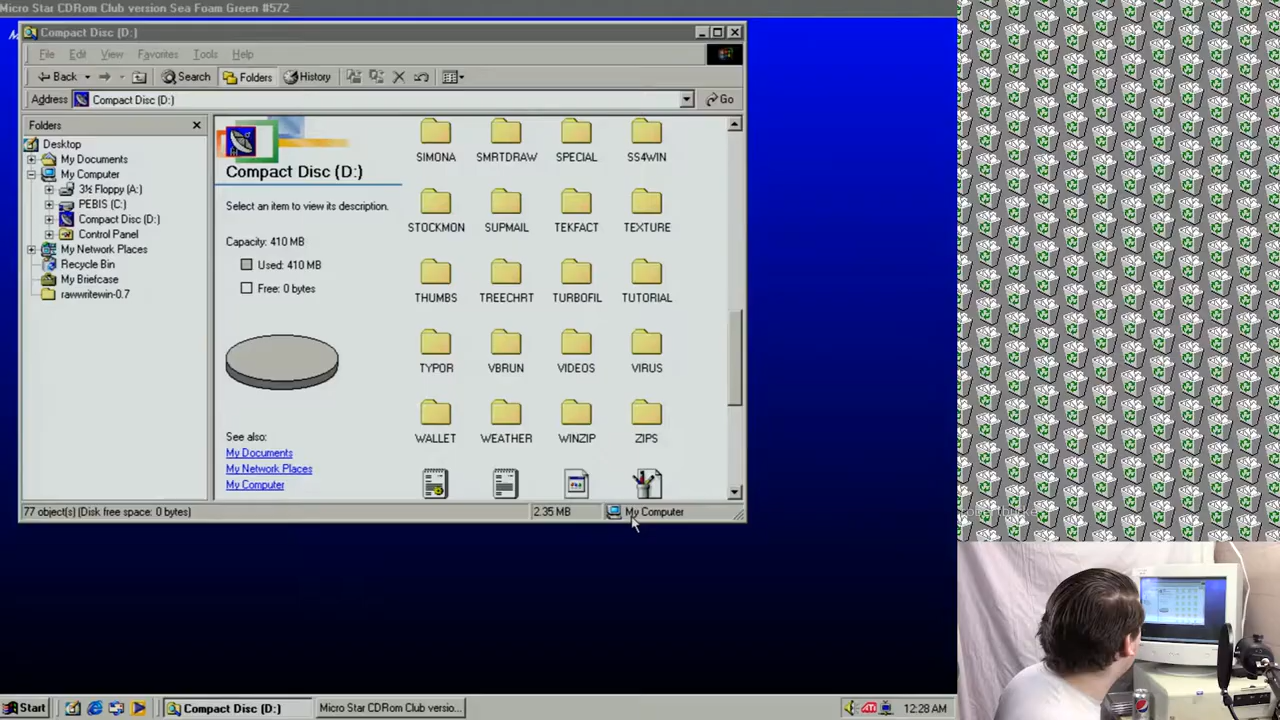 Micro Star CDRom Club version Sea Foam Green #572
Compact Disc (D:)
File Edit View Favorites Tools Help
Back Search Folders History
Address Compact Disc (D:) Go
Folders
Desktop
My Documents
My Computer
3½ Floppy (A:)
PEBIS (C:)
Compact Disc (D:)
Control Panel
My Network Places
Recycle Bin
My Briefcase
rawwritewin-0.7
Compact Disc (D:)
Select an item to view its description.
Capacity: 410 MB
Used: 410 MB
Free: 0 bytes
See also:
My Documents
My Network Places
My Computer
SIMONA SMRTDRAW SPECIAL SS4WIN
STOCKMON SUPMAIL TEKFACT TEXTURE
THUMBS TREECHRT TURBOFIL TUTORIAL
TYPOR VBRUN VIDEOS VIRUS
WALLET WEATHER WINZIP ZIPS
77 object(s) (Disk free space: 0 bytes) 2.35 MB My Computer
Start Compact Disc (D:) Micro Star CDRom Club versio... ATI 12:28 AM